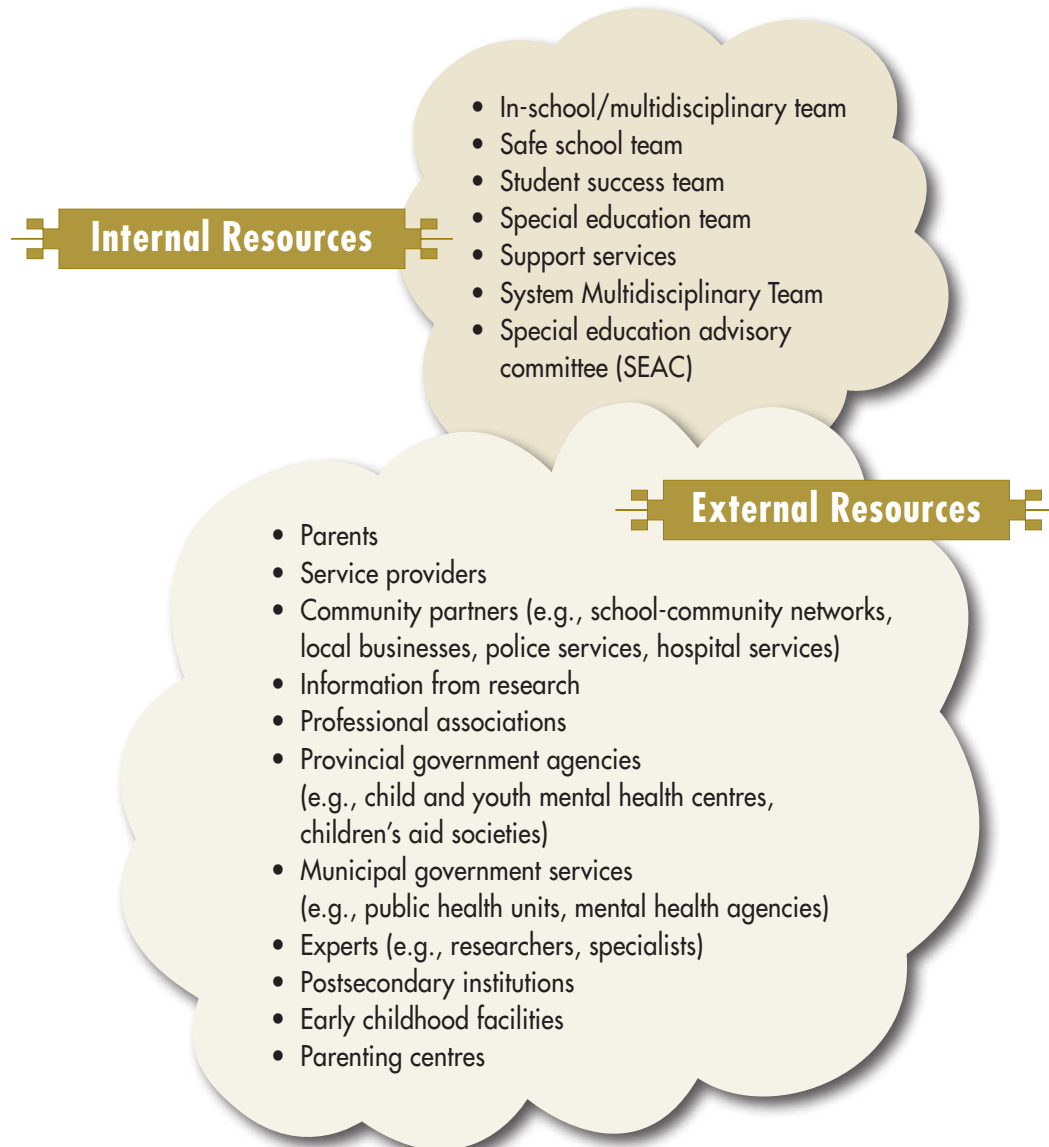 Internal Resources
• In-school/multidisciplinary team
• Safe school team
• Student success team
• Special education team
• Support services
• System Multidisciplinary Team
• Special education advisory
committee (SEAC)
External Resources
• Parents
• Service providers
• Community partners (e.g., school-community networks,
local businesses, police services, hospital services)
• Information from research
• Professional associations
• Provincial government agencies
(e.g., child and youth mental health centres,
children’s aid societies)
• Municipal government services
(e.g., public health units, mental health agencies)
• Experts (e.g., researchers, specialists)
• Postsecondary institutions
• Early childhood facilities
• Parenting centres